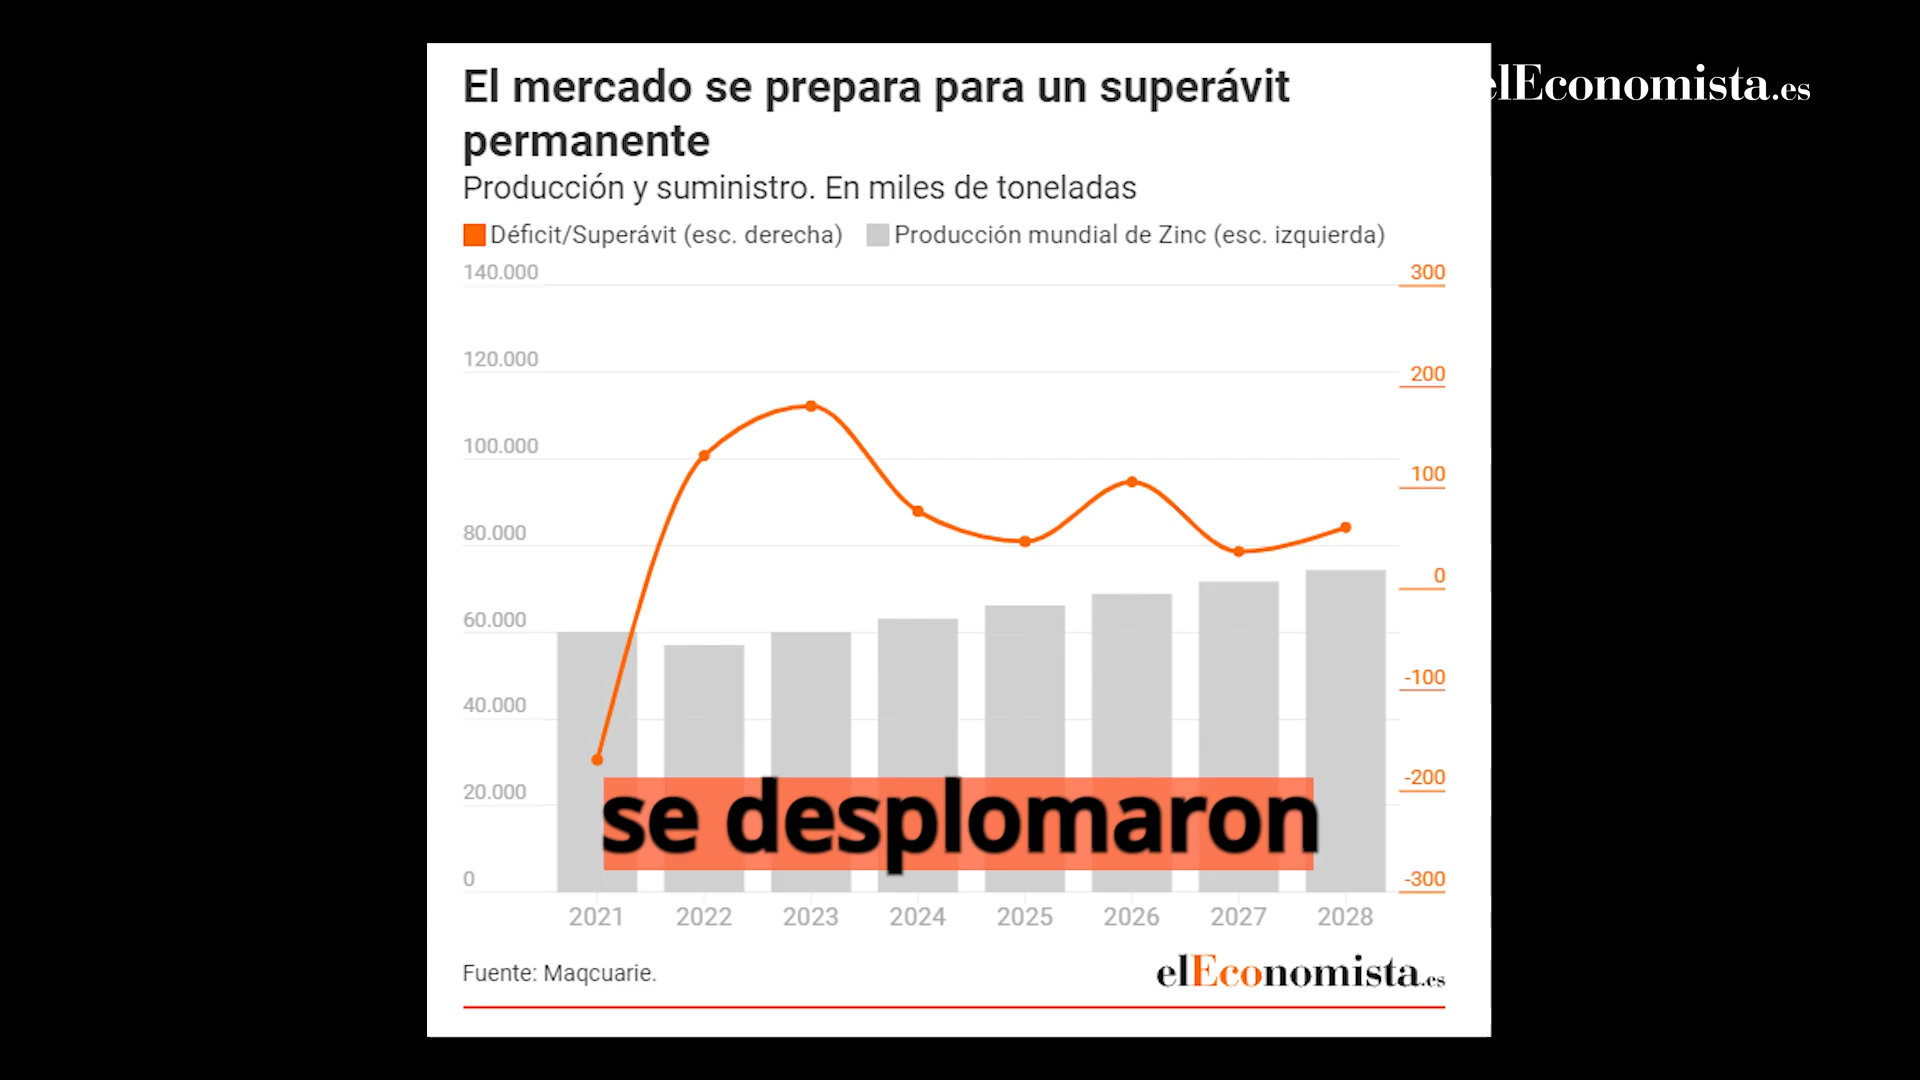 El mercado se prepara para un superávit
permanente
elEconomista.es
Producción y suministro. En miles de toneladas
Déficit/Superávit (esc. derecha) Producción mundial de Zinc (esc. izquierda)
140.000 300
120.000 200
100.000 100
80.000 0
60.000 -100
40.000 -200
20.000 -300
0
se desplomaron
2021 2022 2023 2024 2025 2026 2027 2028
Fuente: Maqcuarie.
elEconomista.es